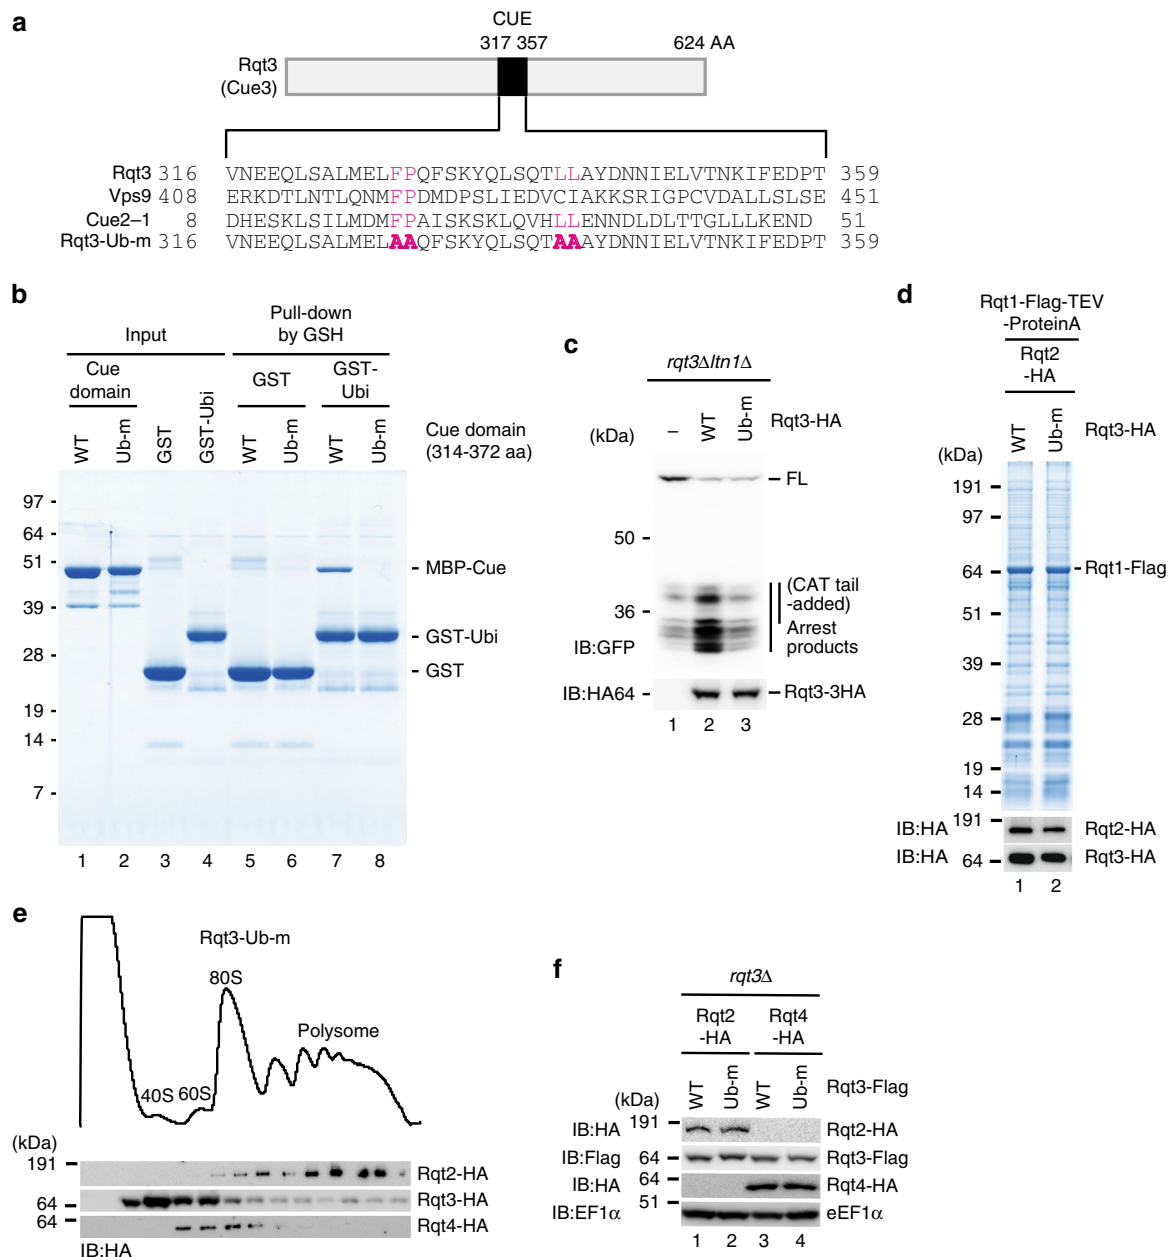 a
CUE
317 357
624 AA
Rqt3
(Cue3)
Rqt3 316 VNEEQLSALMELFPQFSKYQLSQTLLAYDNNIELVTNKIFEDPT 359
Vps9 408 ERKDTLNTLQNMFPDMDPSLIEDVCIAKKSRIGPCVDALLSLSE 451
Cue2–1 8 DHESKLSILMDMFPAISKSKLQVHLLENNDLDLTTGLLLKEND 51
Rqt3-Ub-m 316 VNEEQLSALMELAAQFSKYQLSQTAAAYDNNIELVTNKIFEDPT 359
b
Input
Pull-down
by GSH
Cue
domain
GST
GST-
Ubi
WT
Ub-m
GST
GST-Ubi
WT
Ub-m
WT
Ub-m
Cue domain
(314-372 aa)
97
64
51
39
28
19
14
7
MBP-Cue
GST-Ubi
GST
1 2 3 4 5 6 7 8
c
rqt3Δltn1Δ
–
WT
Ub-m
Rqt3-HA
(kDa)
FL
50
36
(CAT tail
-added)
Arrest
products
IB:GFP
IB:HA64
Rqt3-3HA
1 2 3
d
Rqt1-Flag-TEV
-ProteinA
Rqt2
-HA
WT
Ub-m
Rqt3-HA
(kDa)
191
97
64
51
39
28
19
14
Rqt1-Flag
191
IB:HA
Rqt2-HA
IB:HA
64
Rqt3-HA
1 2
e
Rqt3-Ub-m
80S
Polysome
40S
60S
(kDa)
191
Rqt2-HA
64
Rqt3-HA
64
Rqt4-HA
IB:HA
f
rqt3Δ
Rqt2
-HA
Rqt4
-HA
WT
Ub-m
WT
Ub-m
Rqt3-Flag
(kDa)
IB:HA 191 Rqt2-HA
IB:Flag 64 Rqt3-Flag
IB:HA 64 Rqt4-HA
51
IB:EF1α eEF1α
1 2 3 4